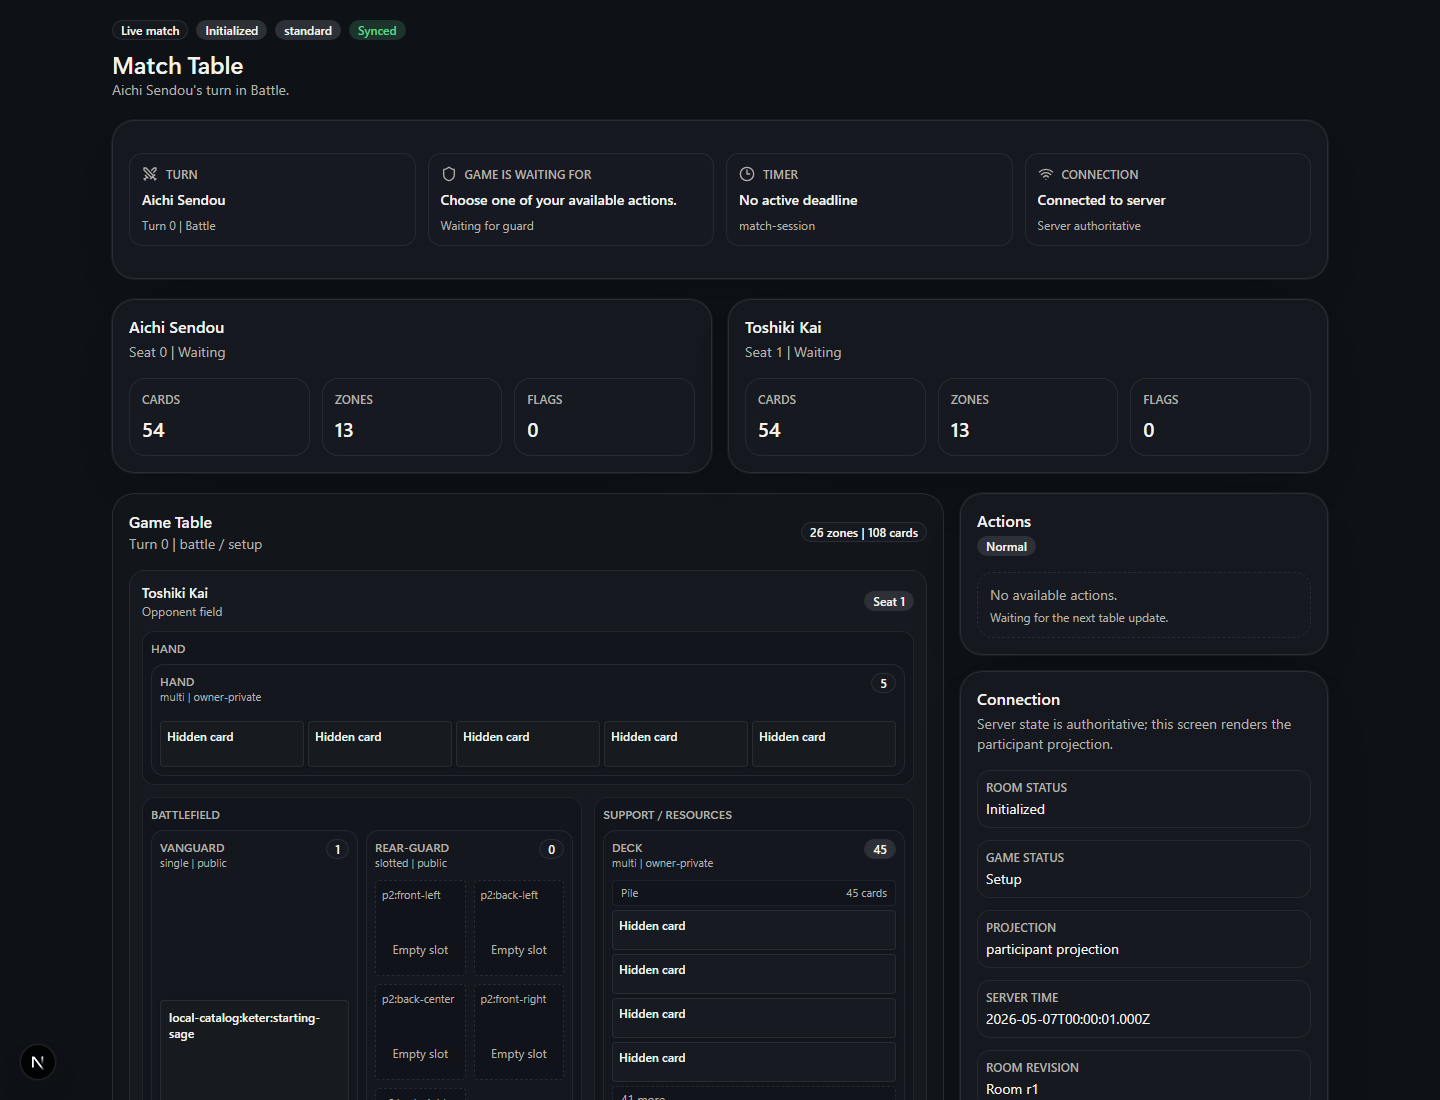 Live match
Initialized
standard
Synced
Match Table
Aichi Sendou's turn in Battle.
TURN
Aichi Sendou
Turn 0 | Battle
GAME IS WAITING FOR
Choose one of your available actions.
Waiting for guard
TIMER
No active deadline
match-session
CONNECTION
Connected to server
Server authoritative
Aichi Sendou
Seat 0 | Waiting
CARDS
54
ZONES
13
FLAGS
0
Toshiki Kai
Seat 1 | Waiting
CARDS
54
ZONES
13
FLAGS
0
Game Table
Turn 0 | battle / setup
26 zones | 108 cards
Toshiki Kai
Opponent field
Seat 1
HAND
HAND
multi | owner-private
5
Hidden card
Hidden card
Hidden card
Hidden card
Hidden card
BATTLEFIELD
VANGUARD
single | public
1
local-catalog:keter:starting-
sage
REAR-GUARD
slotted | public
0
p2:front-left
Empty slot
p2:back-left
Empty slot
p2:back-center
Empty slot
p2:front-right
Empty slot
SUPPORT / RESOURCES
DECK
multi | owner-private
45
Pile
45 cards
Hidden card
Hidden card
Hidden card
Hidden card
41 more
Actions
Normal
No available actions.
Waiting for the next table update.
Connection
Server state is authoritative; this screen renders the
participant projection.
ROOM STATUS
Initialized
GAME STATUS
Setup
PROJECTION
participant projection
SERVER TIME
2026-05-07T00:00:01.000Z
ROOM REVISION
Room r1
N